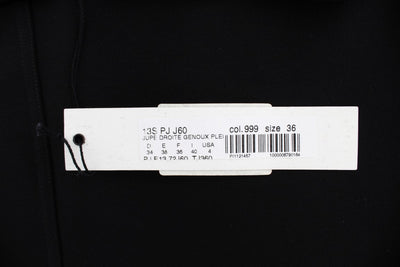 13S PJ J60
JUPE DROITE GENOUX PLEI
D E F I USA
34 38 36 40 4
col.999 size 36